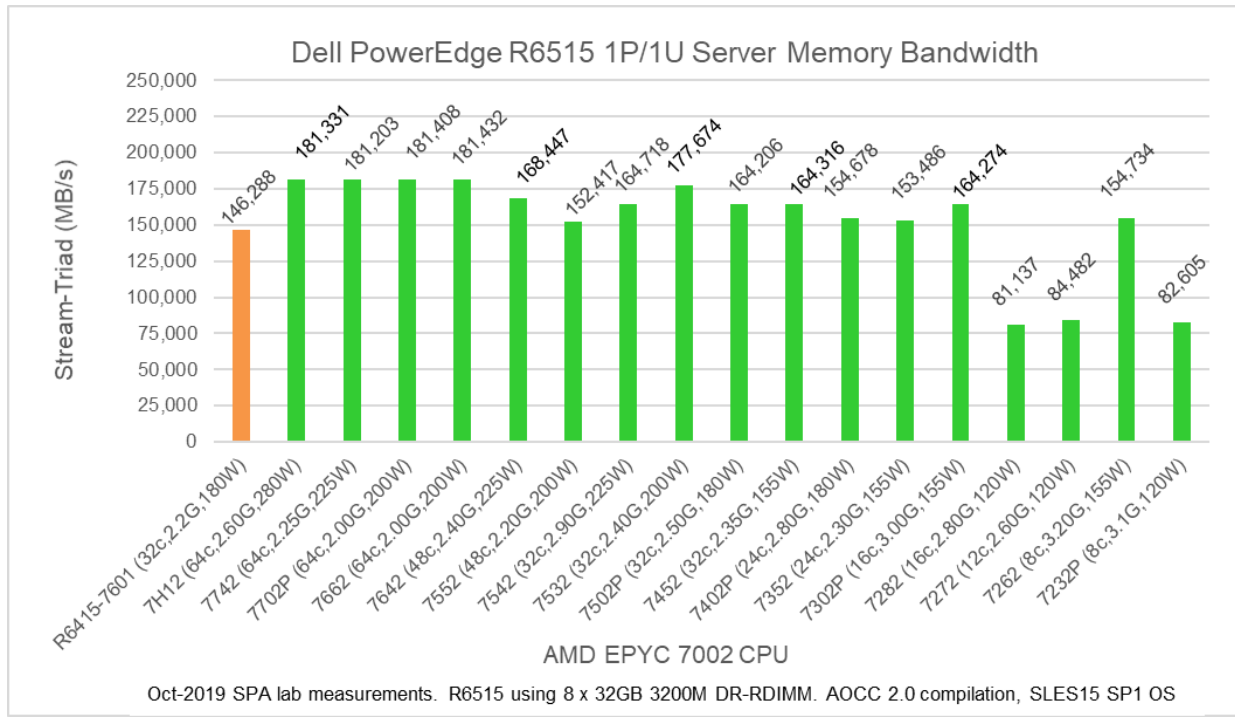 Dell PowerEdge R6515 1P/1U Server Memory Bandwidth
Stream-Triad (MB/s)
250,000
225,000
200,000
175,000
150,000
125,000
100,000
75,000
50,000
25,000
0
146,288
181,331
181,203
181,408
181,432
168,447
152,417
164,718
177,674
164,206
164,316
154,678
153,486
164,274
81,137
84,482
154,734
82,605
R6415-7601 (32c,2.2G,180W)
7H12 (64c,2.60G,280W)
7742 (64c,2.25G,225W)
7702P (64c,2.00G,200W)
7662 (64c,2.00G,200W)
7642 (48c,2.40G,225W)
7552 (48c,2.20G,200W)
7542 (32c,2.90G,225W)
7532 (32c,2.40G,200W)
7502P (32c,2.50G,180W)
7452 (32c,2.35G,155W)
7402P (24c,2.80G,180W)
7352 (24c,2.30G,155W)
7302P (16c,3.00G,155W)
7282 (16c,2.80G,120W)
7272 (12c,2.60G,120W)
7262 (8c,3.20G,155W)
7232P (8c,3.1G,120W)
AMD EPYC 7002 CPU
Oct-2019 SPA lab measurements. R6515 using 8 x 32GB 3200M DR-RDIMM. AOCC 2.0 compilation, SLES15 SP1 OS